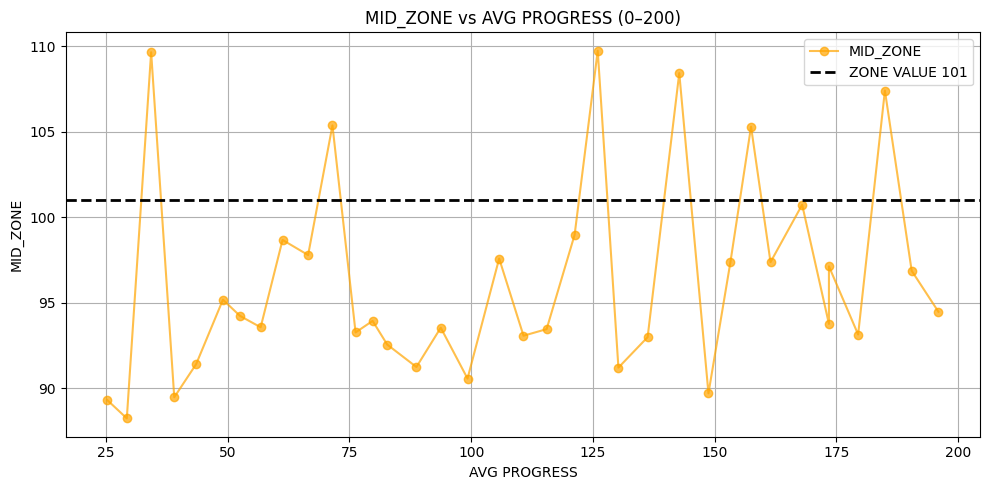 MID_ZONE vs AVG PROGRESS (0–200)
MID_ZONE
ZONE VALUE 101
110
105
100
95
90
MID_ZONE
25 50 75 100 125 150 175 200
AVG PROGRESS